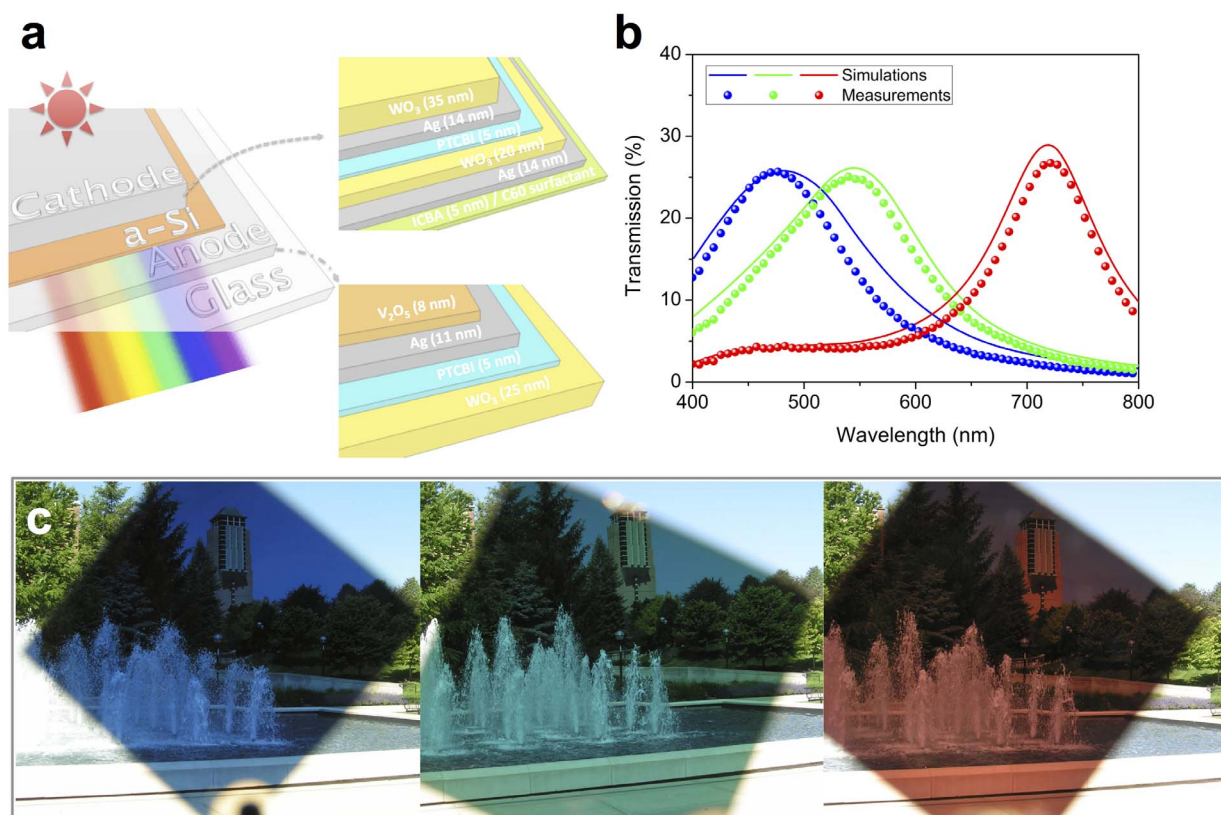 a
Cathode
a-Si
Anode
Glass
WO₃ (35 nm)
Ag (14 nm)
PTCBI (5 nm)
WO₃ (20 nm)
Ag (14 nm)
ICBA (5 nm) / C60 surfactant
V₂O₅ (8 nm)
Ag (11 nm)
PTCBI (5 nm)
WO₃ (25 nm)
b
40
30
20
10
0
Transmission (%)
Simulations
Measurements
400 500 600 700 800
Wavelength (nm)
c